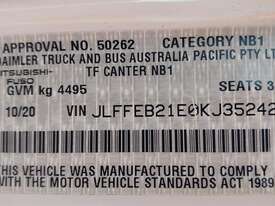 APPROVAL NO. 50262 CATEGORY NB1
DAIMLER TRUCK AND BUS AUSTRALIA PACIFIC PTY L
MITSUBISHI- TF CANTER NB1
FUSO
GVM kg 4495 SEATS 3
10/20 VIN JLFFEB21E0KJ35242
THIS VEHICLE WAS MANUFACTURED TO COMPLY
WITH THE MOTOR VEHICLE STANDARDS ACT 1989